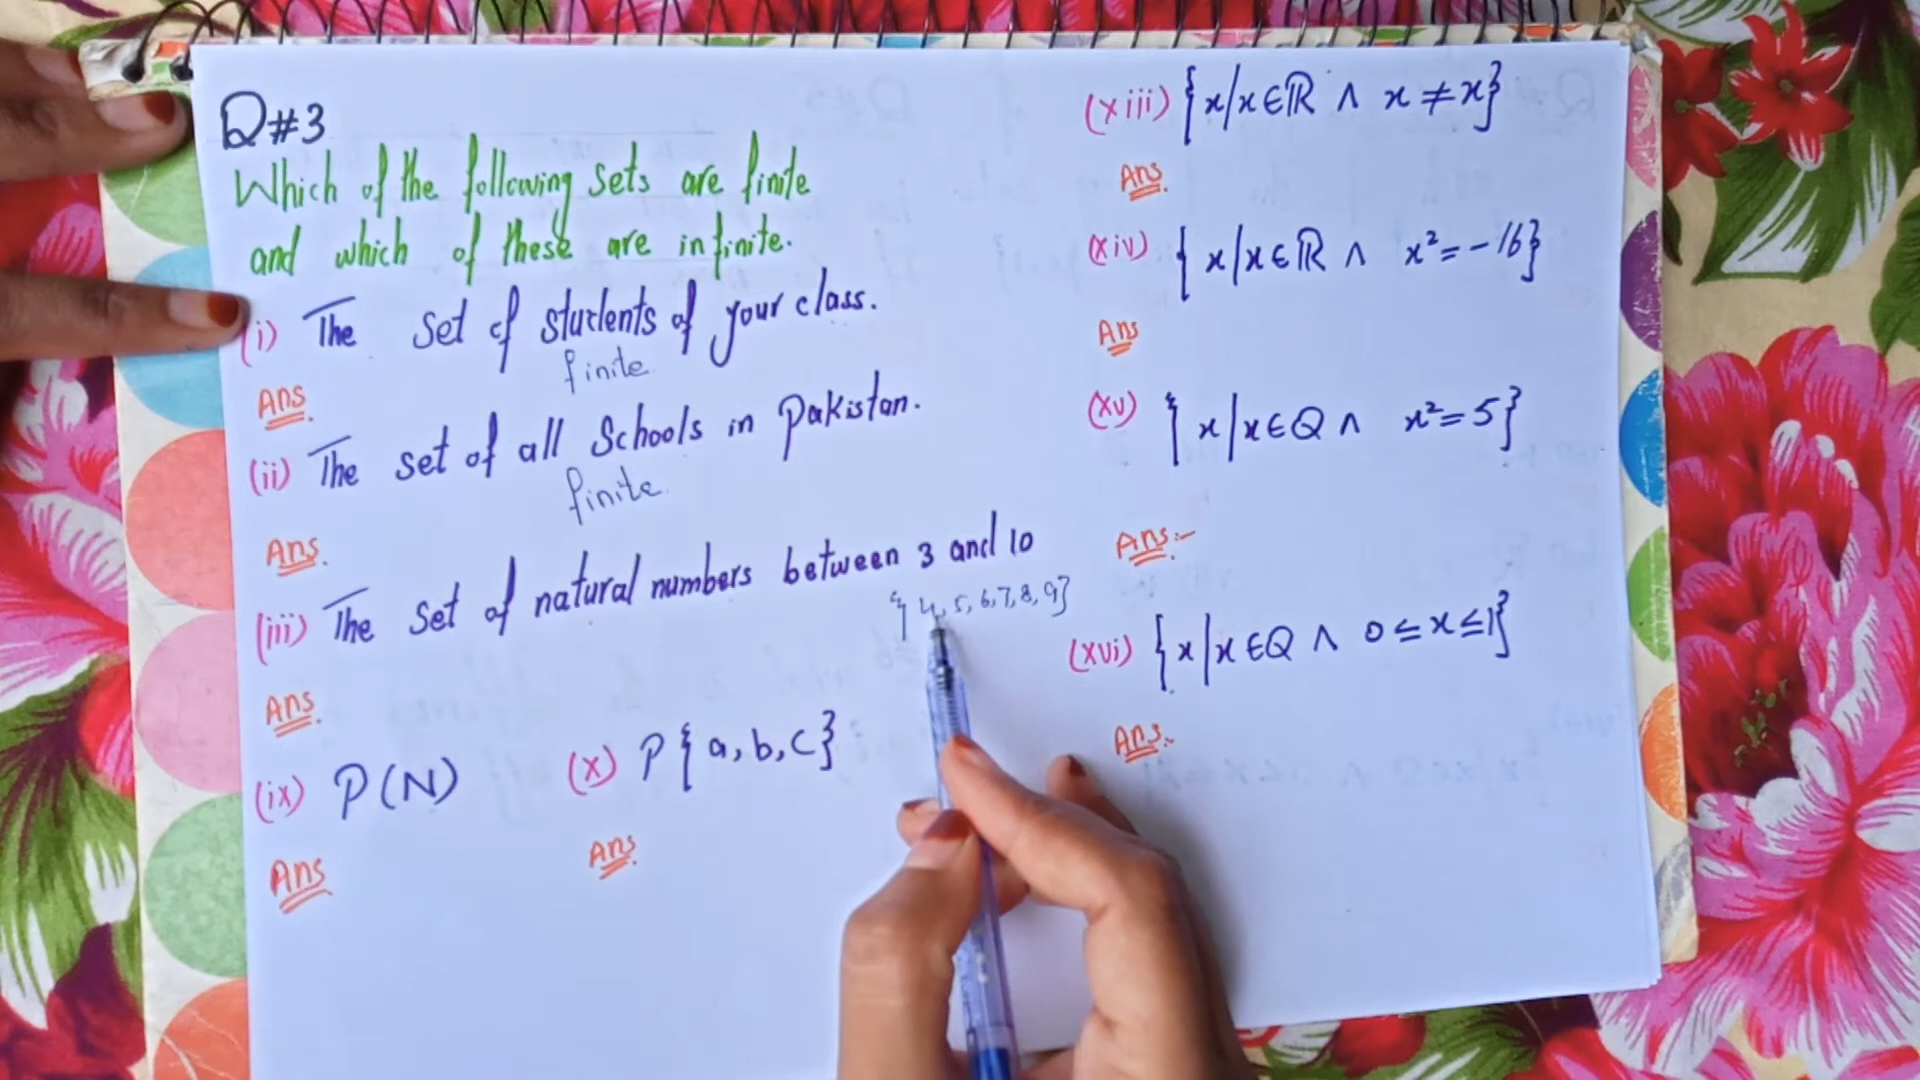 Q#3
Which of the following sets are finite
and which of these are infinite.
(i) The set of students of your class.
finite
Ans.
(ii) The set of all Schools in Pakistan.
finite
Ans.
(iii) The set of natural numbers between 3 and 10
{4, 5, 6, 7, 8, 9}
Ans.
(ix) P(N) (x) P{a, b, c}
Ans Ans
(xiii) {x/x∈ℝ ∧ x≠x}
Ans
(xiv) {x/x∈ℝ ∧ x²=-16}
Ans
(xv) {x/x∈Q ∧ x²=5}
Ans:-
(xvi) {x/x∈Q ∧ 0≤x≤1}
Ans:-